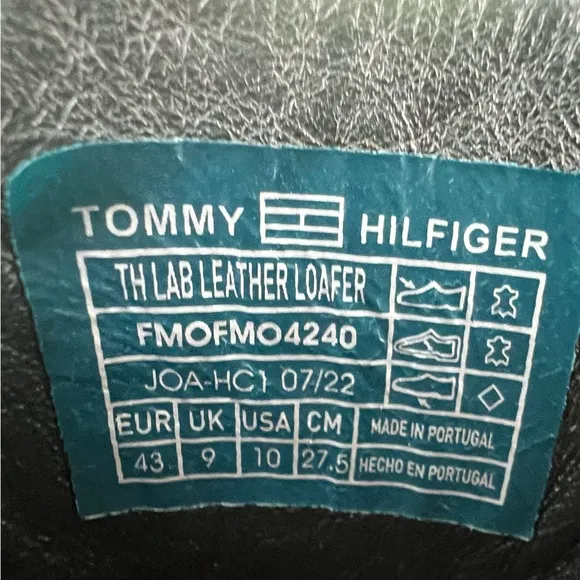 TOMMY HILFIGER
TH LAB LEATHER LOAFER
FMOFMO4240
JOA-HC1 07/22
EUR UK USA CM MADE IN PORTUGAL
43 9 10 27.5 HECHO EN PORTUGAL